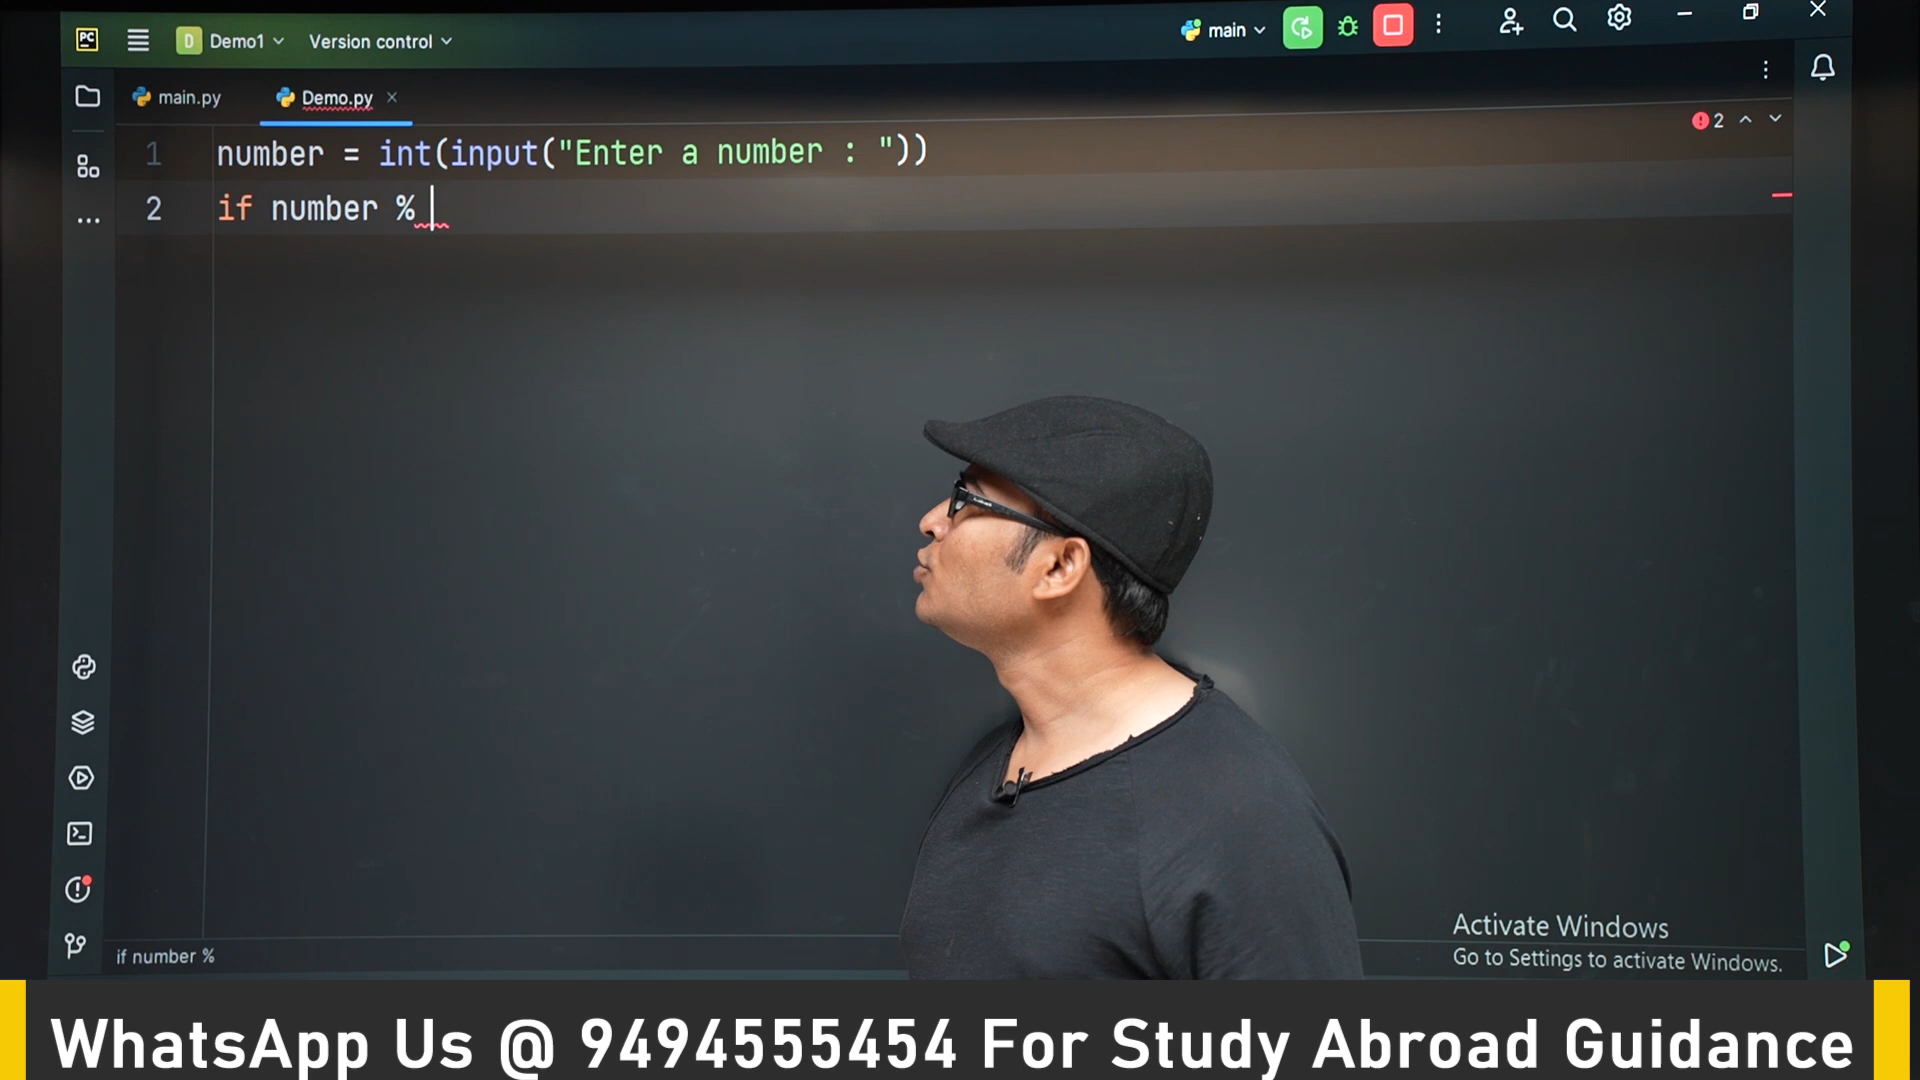 PC
D Demo1 Version control
main
main.py
Demo.py
2
1 number = int(input("Enter a number : "))
2 if number %
if number %
Activate Windows
Go to Settings to activate Windows.
WhatsApp Us @ 9494555454 For Study Abroad Guidance